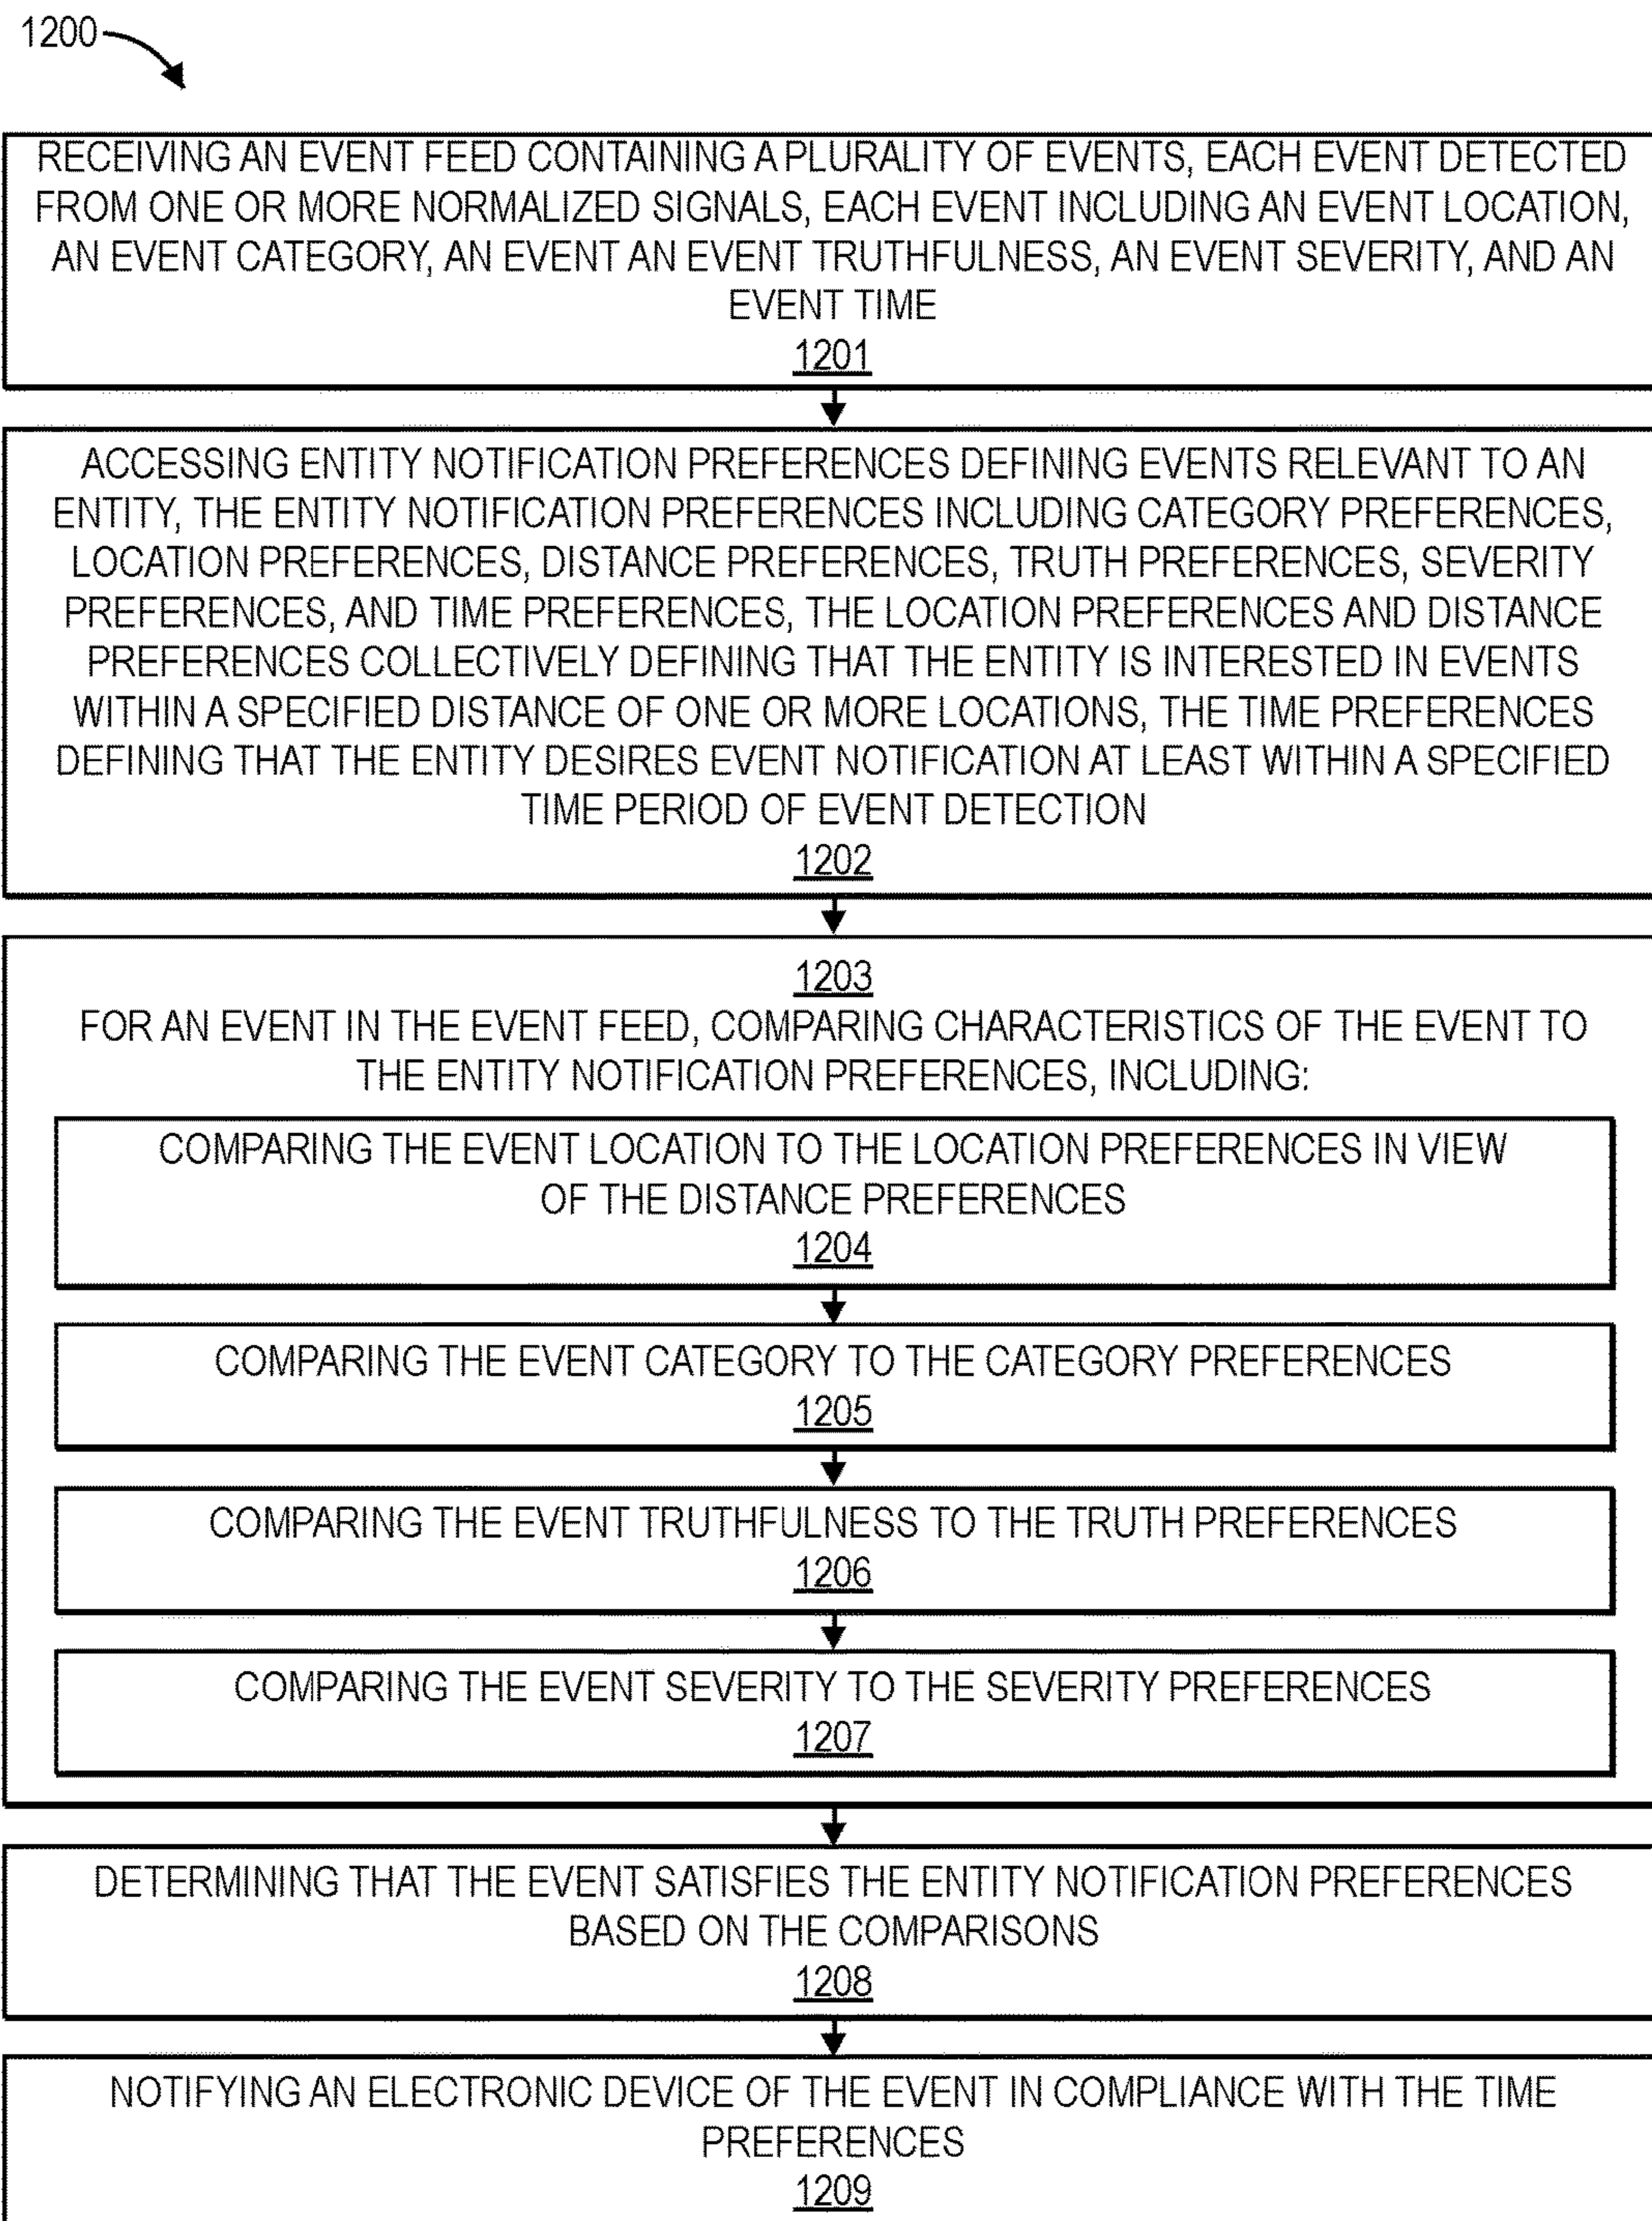 1200
RECEIVING AN EVENT FEED CONTAINING A PLURALITY OF EVENTS, EACH EVENT DETECTED
FROM ONE OR MORE NORMALIZED SIGNALS, EACH EVENT INCLUDING AN EVENT LOCATION,
AN EVENT CATEGORY, AN EVENT AN EVENT TRUTHFULNESS, AN EVENT SEVERITY, AND AN
EVENT TIME
1201
ACCESSING ENTITY NOTIFICATION PREFERENCES DEFINING EVENTS RELEVANT TO AN
ENTITY, THE ENTITY NOTIFICATION PREFERENCES INCLUDING CATEGORY PREFERENCES,
LOCATION PREFERENCES, DISTANCE PREFERENCES, TRUTH PREFERENCES, SEVERITY
PREFERENCES, AND TIME PREFERENCES, THE LOCATION PREFERENCES AND DISTANCE
PREFERENCES COLLECTIVELY DEFINING THAT THE ENTITY IS INTERESTED IN EVENTS
WITHIN A SPECIFIED DISTANCE OF ONE OR MORE LOCATIONS, THE TIME PREFERENCES
DEFINING THAT THE ENTITY DESIRES EVENT NOTIFICATION AT LEAST WITHIN A SPECIFIED
TIME PERIOD OF EVENT DETECTION
1202
1203
FOR AN EVENT IN THE EVENT FEED, COMPARING CHARACTERISTICS OF THE EVENT TO
THE ENTITY NOTIFICATION PREFERENCES, INCLUDING:
COMPARING THE EVENT LOCATION TO THE LOCATION PREFERENCES IN VIEW
OF THE DISTANCE PREFERENCES
1204
COMPARING THE EVENT CATEGORY TO THE CATEGORY PREFERENCES
1205
COMPARING THE EVENT TRUTHFULNESS TO THE TRUTH PREFERENCES
1206
COMPARING THE EVENT SEVERITY TO THE SEVERITY PREFERENCES
1207
DETERMINING THAT THE EVENT SATISFIES THE ENTITY NOTIFICATION PREFERENCES
BASED ON THE COMPARISONS
1208
NOTIFYING AN ELECTRONIC DEVICE OF THE EVENT IN COMPLIANCE WITH THE TIME
PREFERENCES
1209